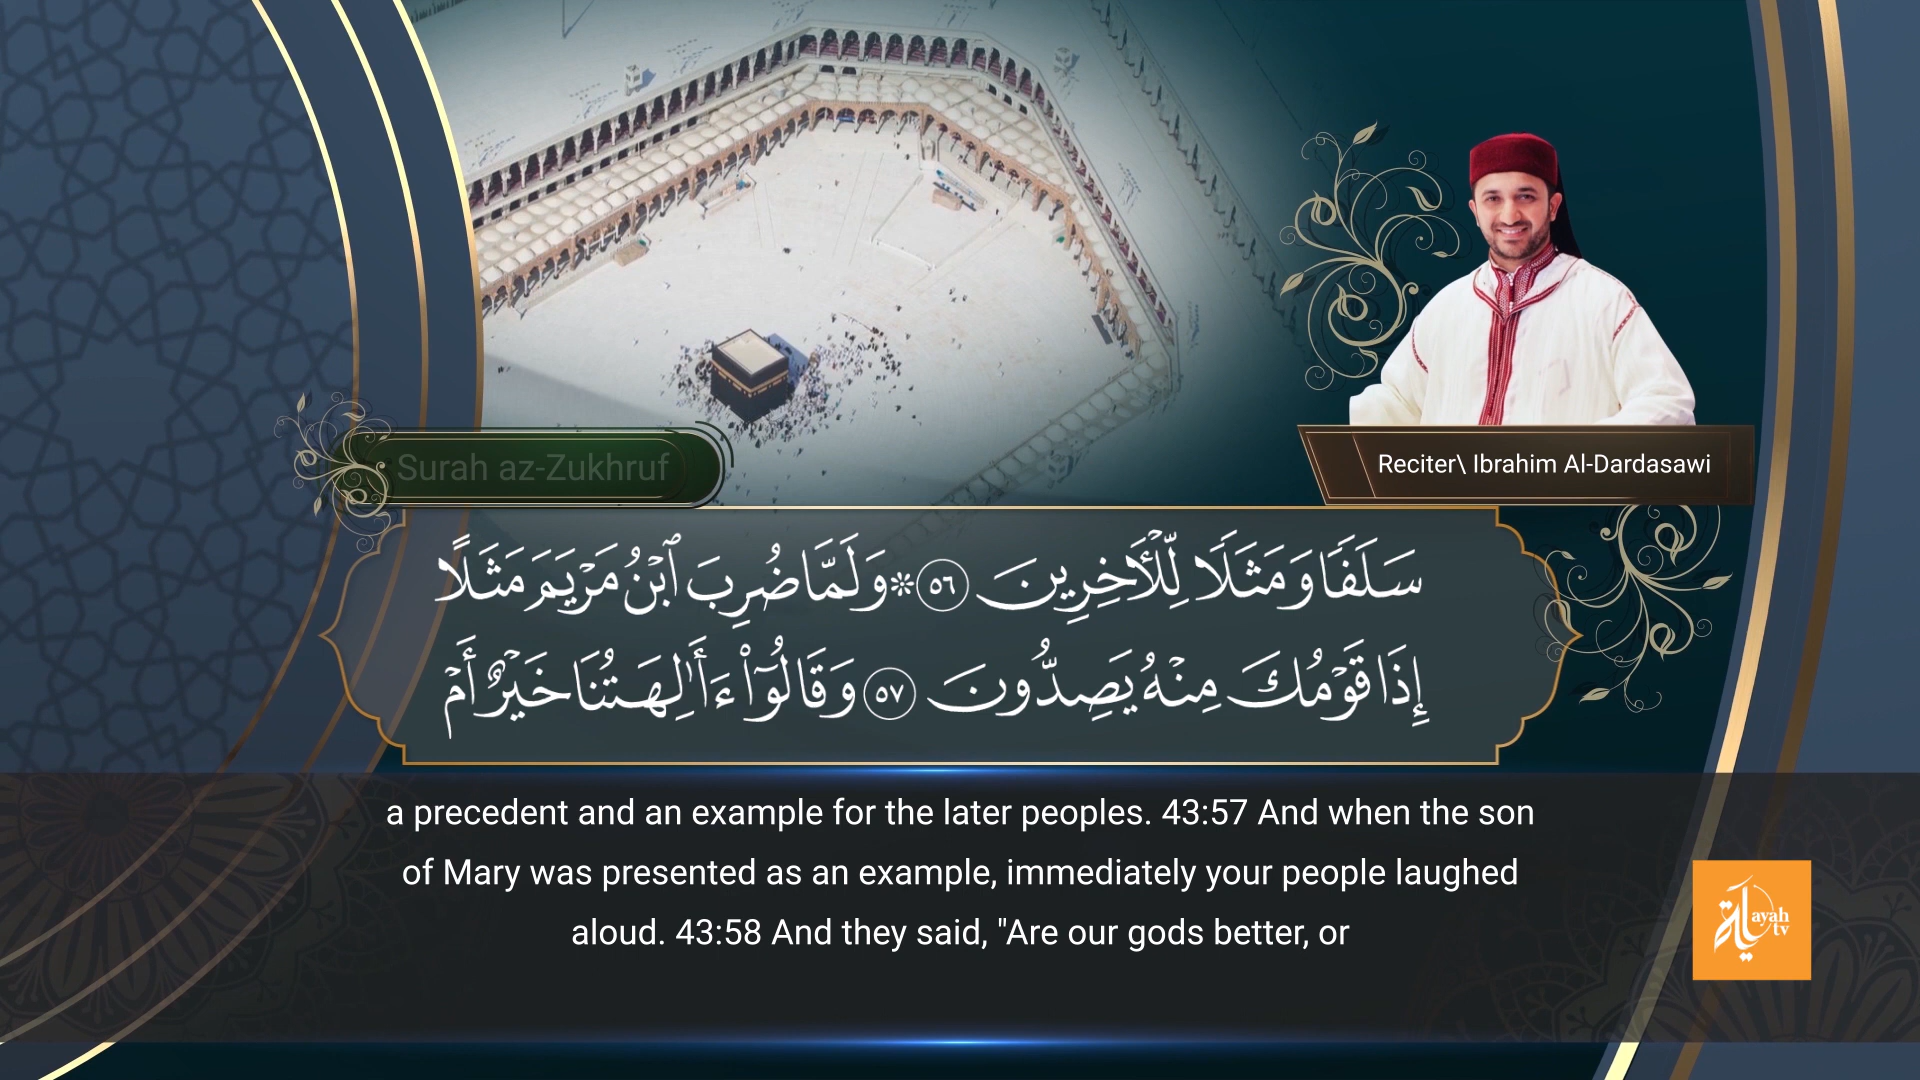 Surah az-Zukhruf
Reciter\ Ibrahim Al-Dardasawi
سَلَفًا وَمَثَلًا لِّلْـَٔاخِرِينَ ٥٦ ۞ وَلَمَّا ضُرِبَ ٱبْنُ مَرْيَمَ مَثَلًا
إِذَا قَوْمُكَ مِنْهُ يَصِدُّونَ ٥٧ وَقَالُوٓا۟ ءَأَٰلِهَتُنَا خَيْرٌ أَمْ
a precedent and an example for the later peoples. 43:57 And when the son
of Mary was presented as an example, immediately your people laughed
aloud. 43:58 And they said, "Are our gods better, or
آية
ayah
tv